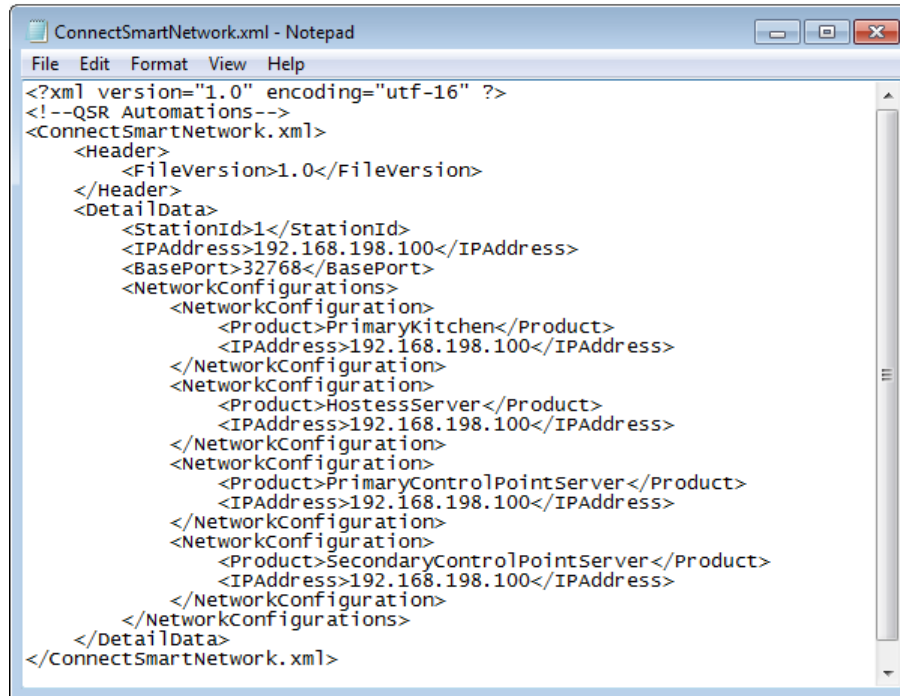 ConnectSmartNetwork.xml - Notepad
File Edit Format View Help
<?xml version="1.0" encoding="utf-16" ?>
<!--QSR Automations-->
<ConnectSmartNetwork.xml>
    <Header>
        <FileVersion>1.0</FileVersion>
    </Header>
    <DetailData>
        <StationId>1</StationId>
        <IPAddress>192.168.198.100</IPAddress>
        <BasePort>32768</BasePort>
        <NetworkConfigurations>
            <NetworkConfiguration>
                <Product>PrimaryKitchen</Product>
                <IPAddress>192.168.198.100</IPAddress>
            </NetworkConfiguration>
            <NetworkConfiguration>
                <Product>HostessServer</Product>
                <IPAddress>192.168.198.100</IPAddress>
            </NetworkConfiguration>
            <NetworkConfiguration>
                <Product>PrimaryControlPointServer</Product>
                <IPAddress>192.168.198.100</IPAddress>
            </NetworkConfiguration>
            <NetworkConfiguration>
                <Product>SecondaryControlPointServer</Product>
                <IPAddress>192.168.198.100</IPAddress>
            </NetworkConfiguration>
        </NetworkConfigurations>
    </DetailData>
</ConnectSmartNetwork.xml>